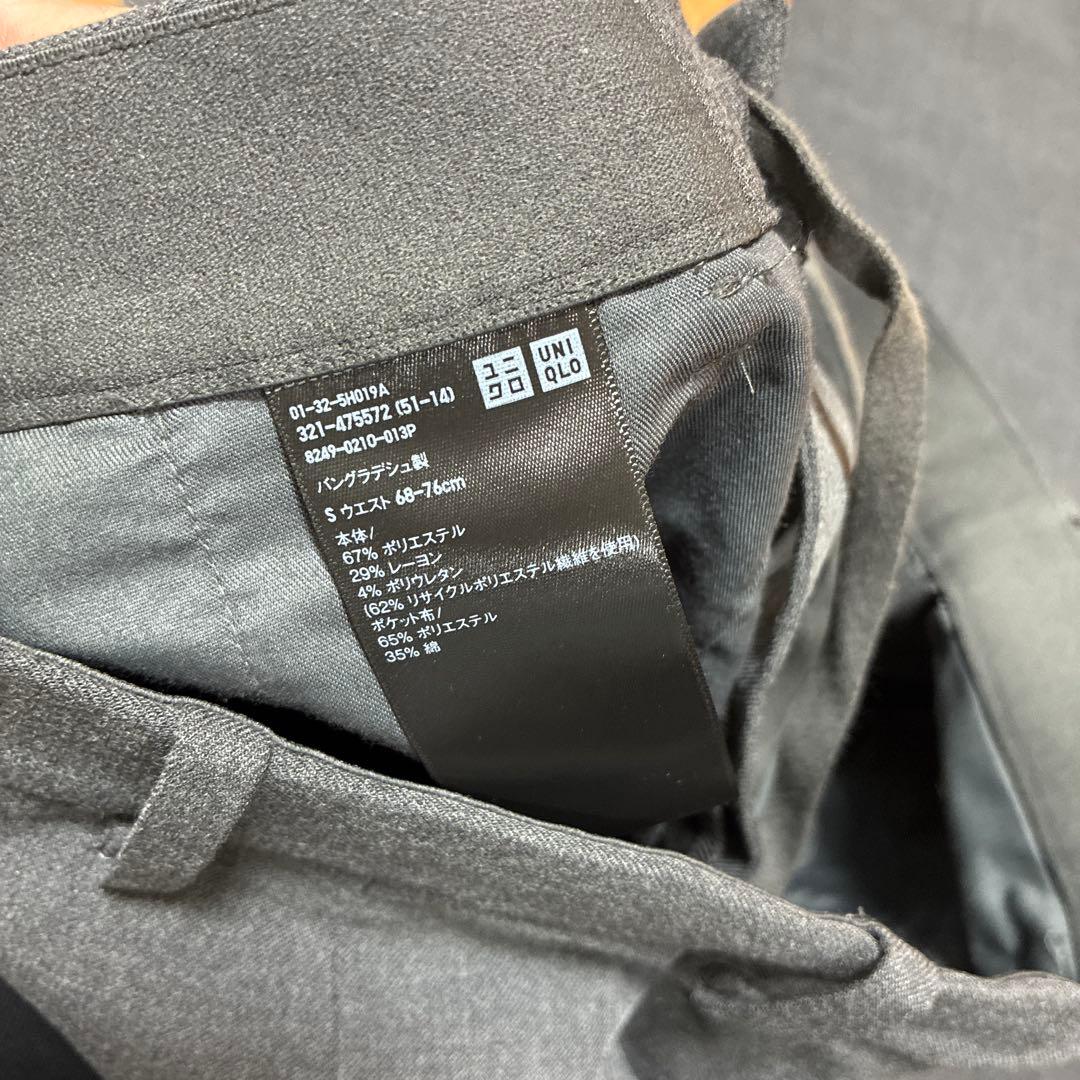 ユニ
クロ
UNI
QLO
01-32-5H019A
321-475572 (51-14)
8249-0210-013P
バングラデシュ製
S ウエスト 68-76cm
本体/
67% ポリエステル
29% レーヨン
4% ポリウレタン
(62% リサイクルポリエステル繊維を使用)
ポケット布/
65% ポリエステル
35% 綿